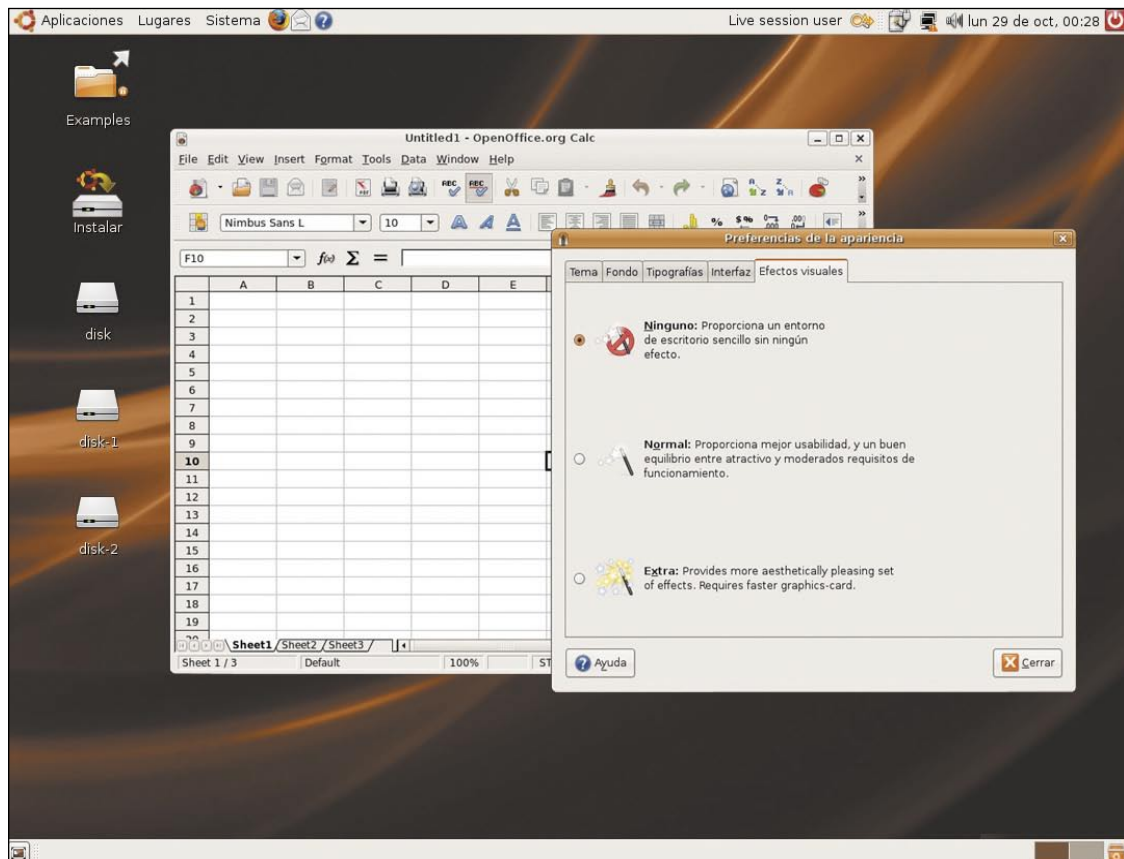 Aplicaciones Lugares Sistema
Live session user
lun 29 de oct, 00:28
Examples
Instalar
disk
disk-1
disk-2
Untitled1 - OpenOffice.org Calc
File Edit View Insert Format Tools Data Window Help
Nimbus Sans L
10
F10
A B C D E
1
2
3
4
5
6
7
8
9
10
11
12
13
14
15
16
17
18
19
Sheet1 Sheet2 Sheet3
Sheet 1 / 3 Default 100%
Preferencias de la apariencia
Tema Fondo Tipografías Interfaz Efectos visuales
Ninguno: Proporciona un entorno
de escritorio sencillo sin ningún
efecto.
Normal: Proporciona mejor usabilidad, y un buen
equilibrio entre atractivo y moderados requisitos de
funcionamiento.
Extra: Provides more aesthetically pleasing set
of effects. Requires faster graphics-card.
Ayuda
Cerrar